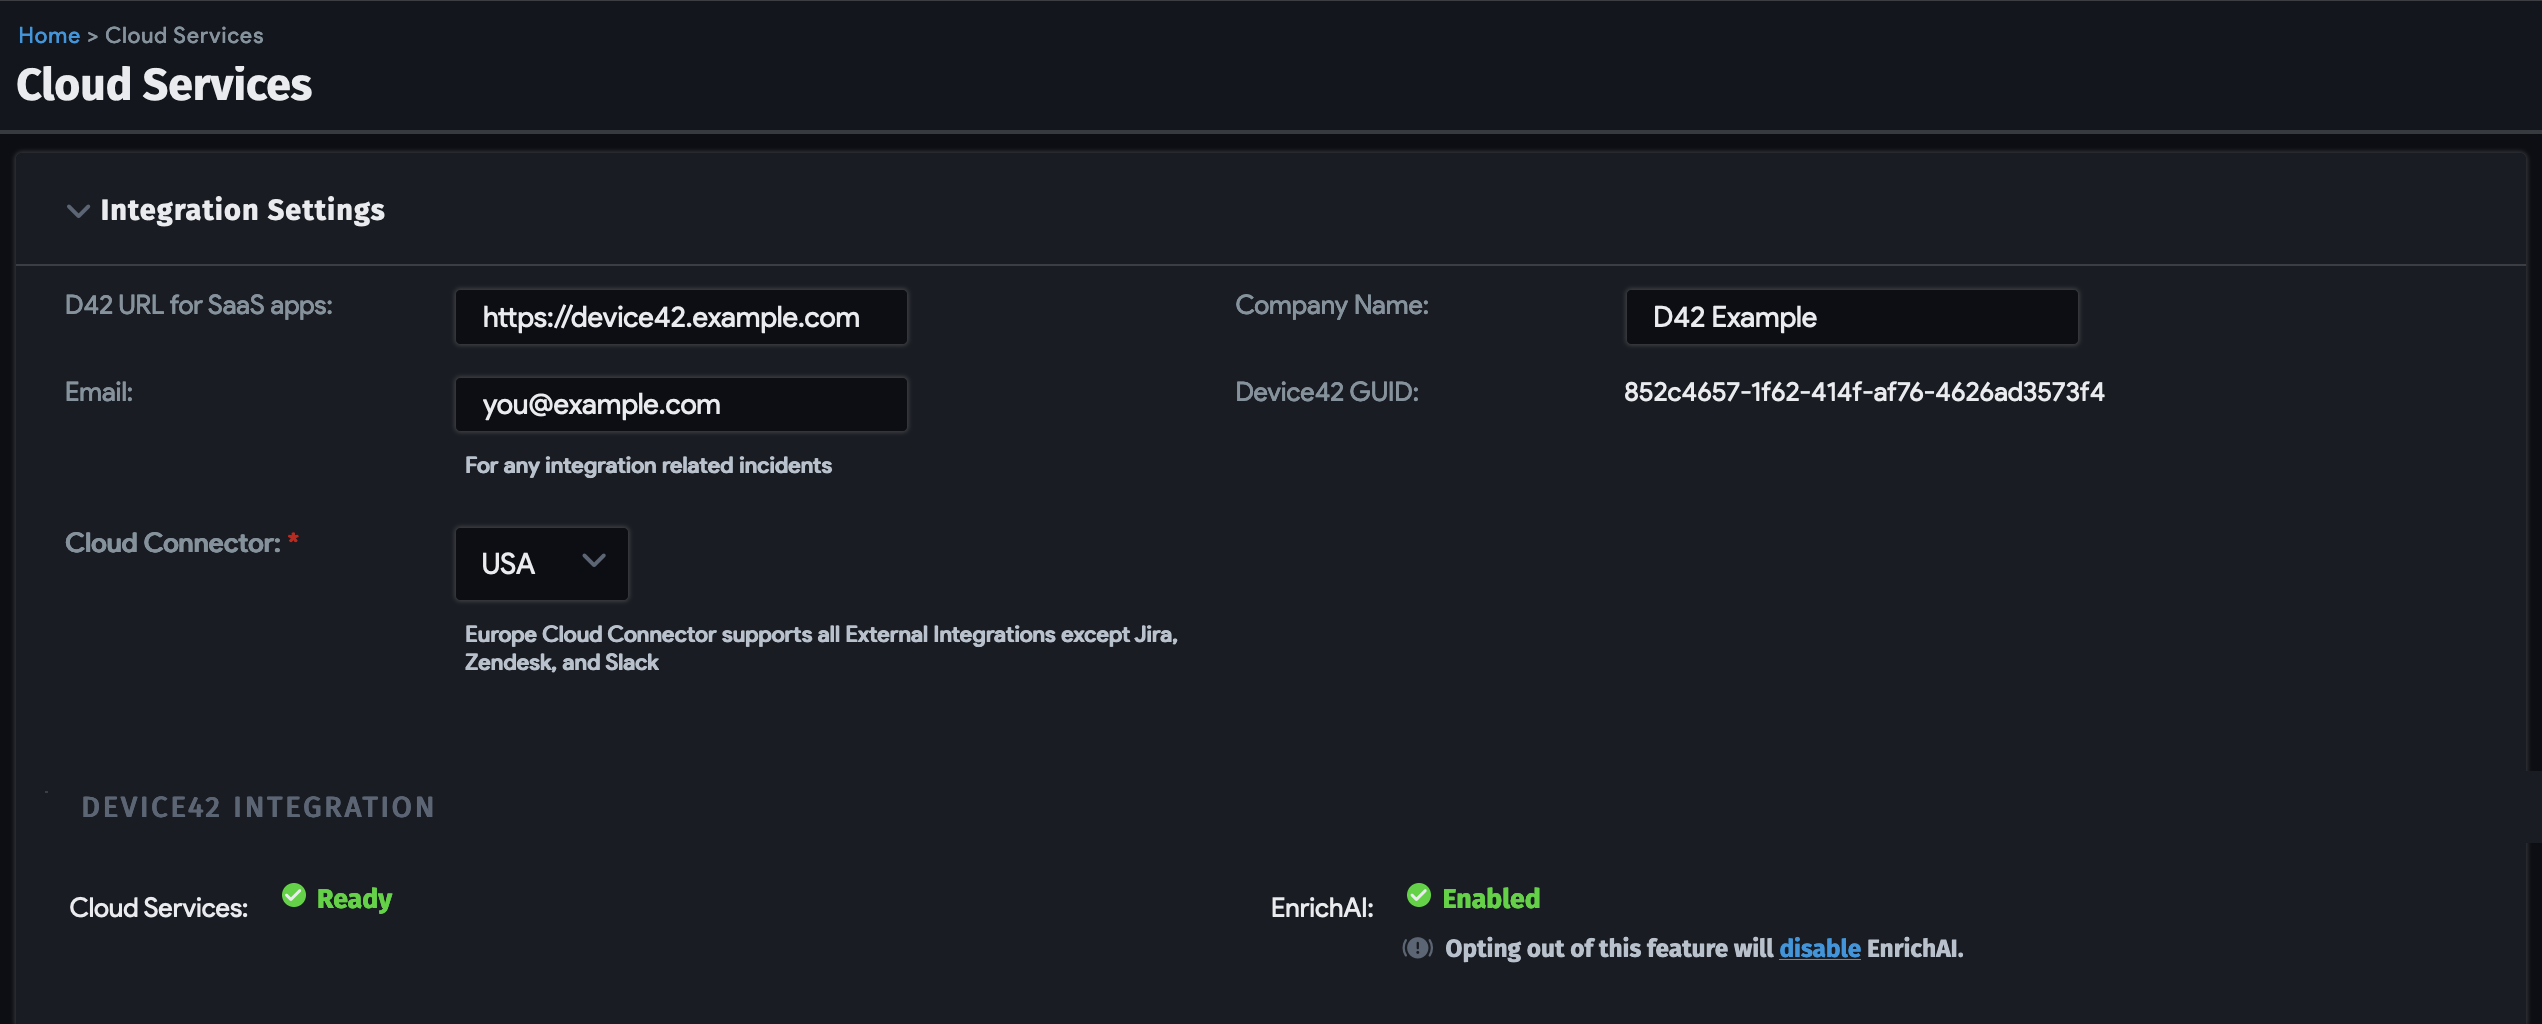 Home > Cloud Services
Cloud Services
Integration Settings
D42 URL for SaaS apps: https://device42.example.com Company Name: D42 Example
Email: you@example.com Device42 GUID: 852c4657-1f62-414f-af76-4626ad3573f4
For any integration related incidents
Cloud Connector: * USA
Europe Cloud Connector supports all External Integrations except Jira,
Zendesk, and Slack
DEVICE42 INTEGRATION
Cloud Services: Ready EnrichAI: Enabled
Opting out of this feature will disable EnrichAI.